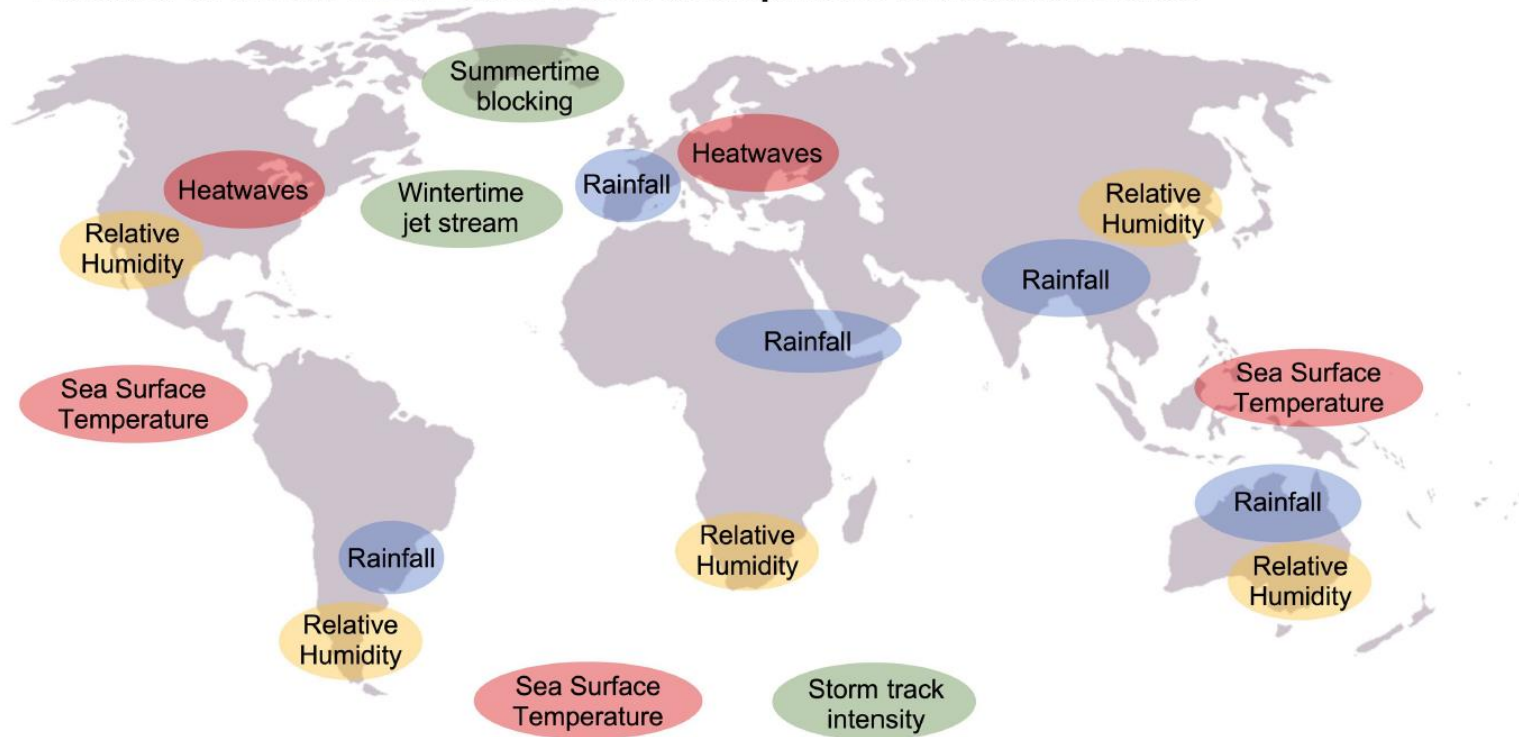 Summertime
blocking
Heatwaves
Rainfall
Heatwaves
Wintertime
jet stream
Relative
Humidity
Relative
Humidity
Rainfall
Rainfall
Sea Surface
Temperature
Sea Surface
Temperature
Rainfall
Rainfall
Relative
Humidity
Relative
Humidity
Relative
Humidity
Sea Surface
Temperature
Storm track
intensity